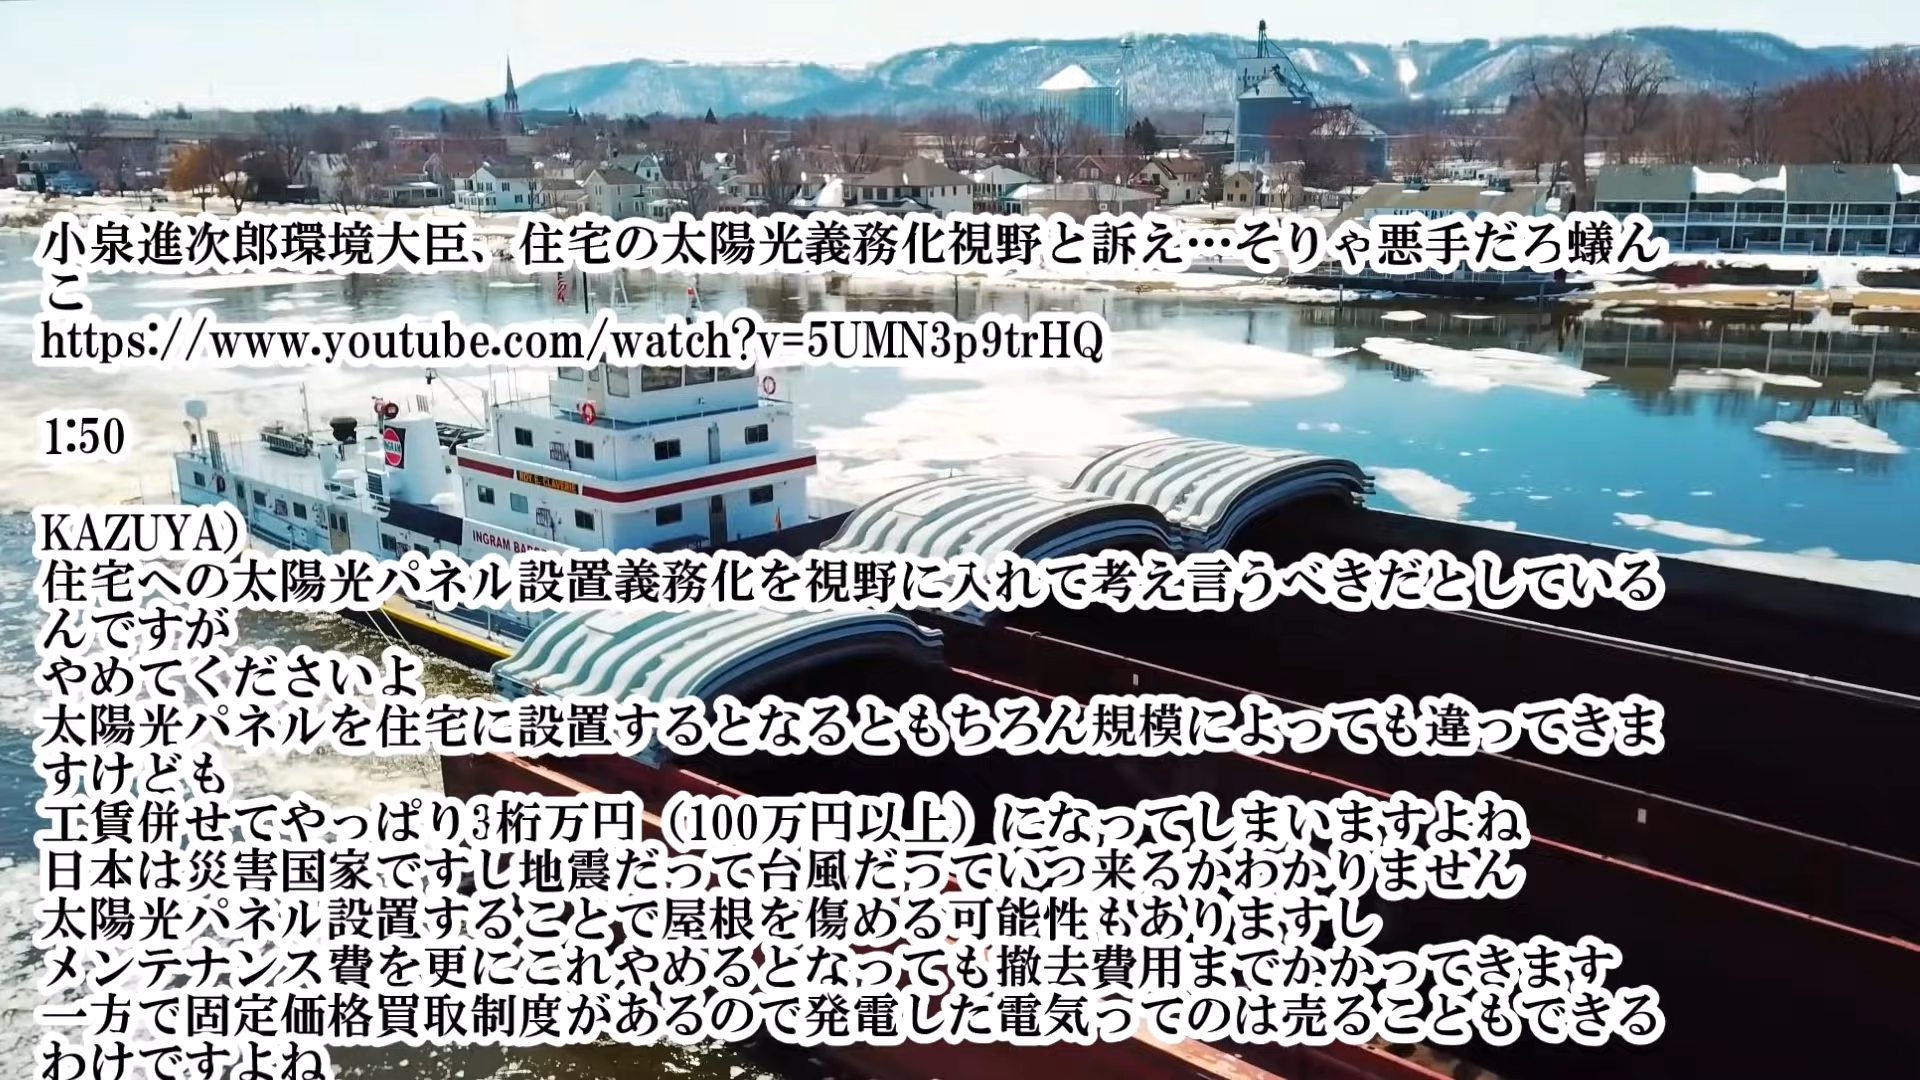 小泉進次郎環境大臣、住宅の太陽光義務化視野と訴え…そりゃ悪手だろ蟻ん
こ
https://www.youtube.com/watch?v=5UMN3p9trHQ
1:50
KAZUYA)
住宅への太陽光パネル設置義務化を視野に入れて考え言うべきだとしている
んですが
やめてくださいよ
太陽光パネルを住宅に設置するとなるともちろん規模によっても違ってきま
すけども
工賃併せてやっぱり3桁万円（100万円以上）になってしまいますよね
日本は災害国家ですし地震だって台風だっていつ来るかわかりません
太陽光パネル設置することで屋根を傷める可能性もありますし
メンテナンス費を更にこれやめるとなっても撤去費用までかかってきます
一方で固定価格買取制度があるので発電した電気ってのは売ることもできる
わけですよね
INGRAM
ROY E. CLAVERIE
INGRAM